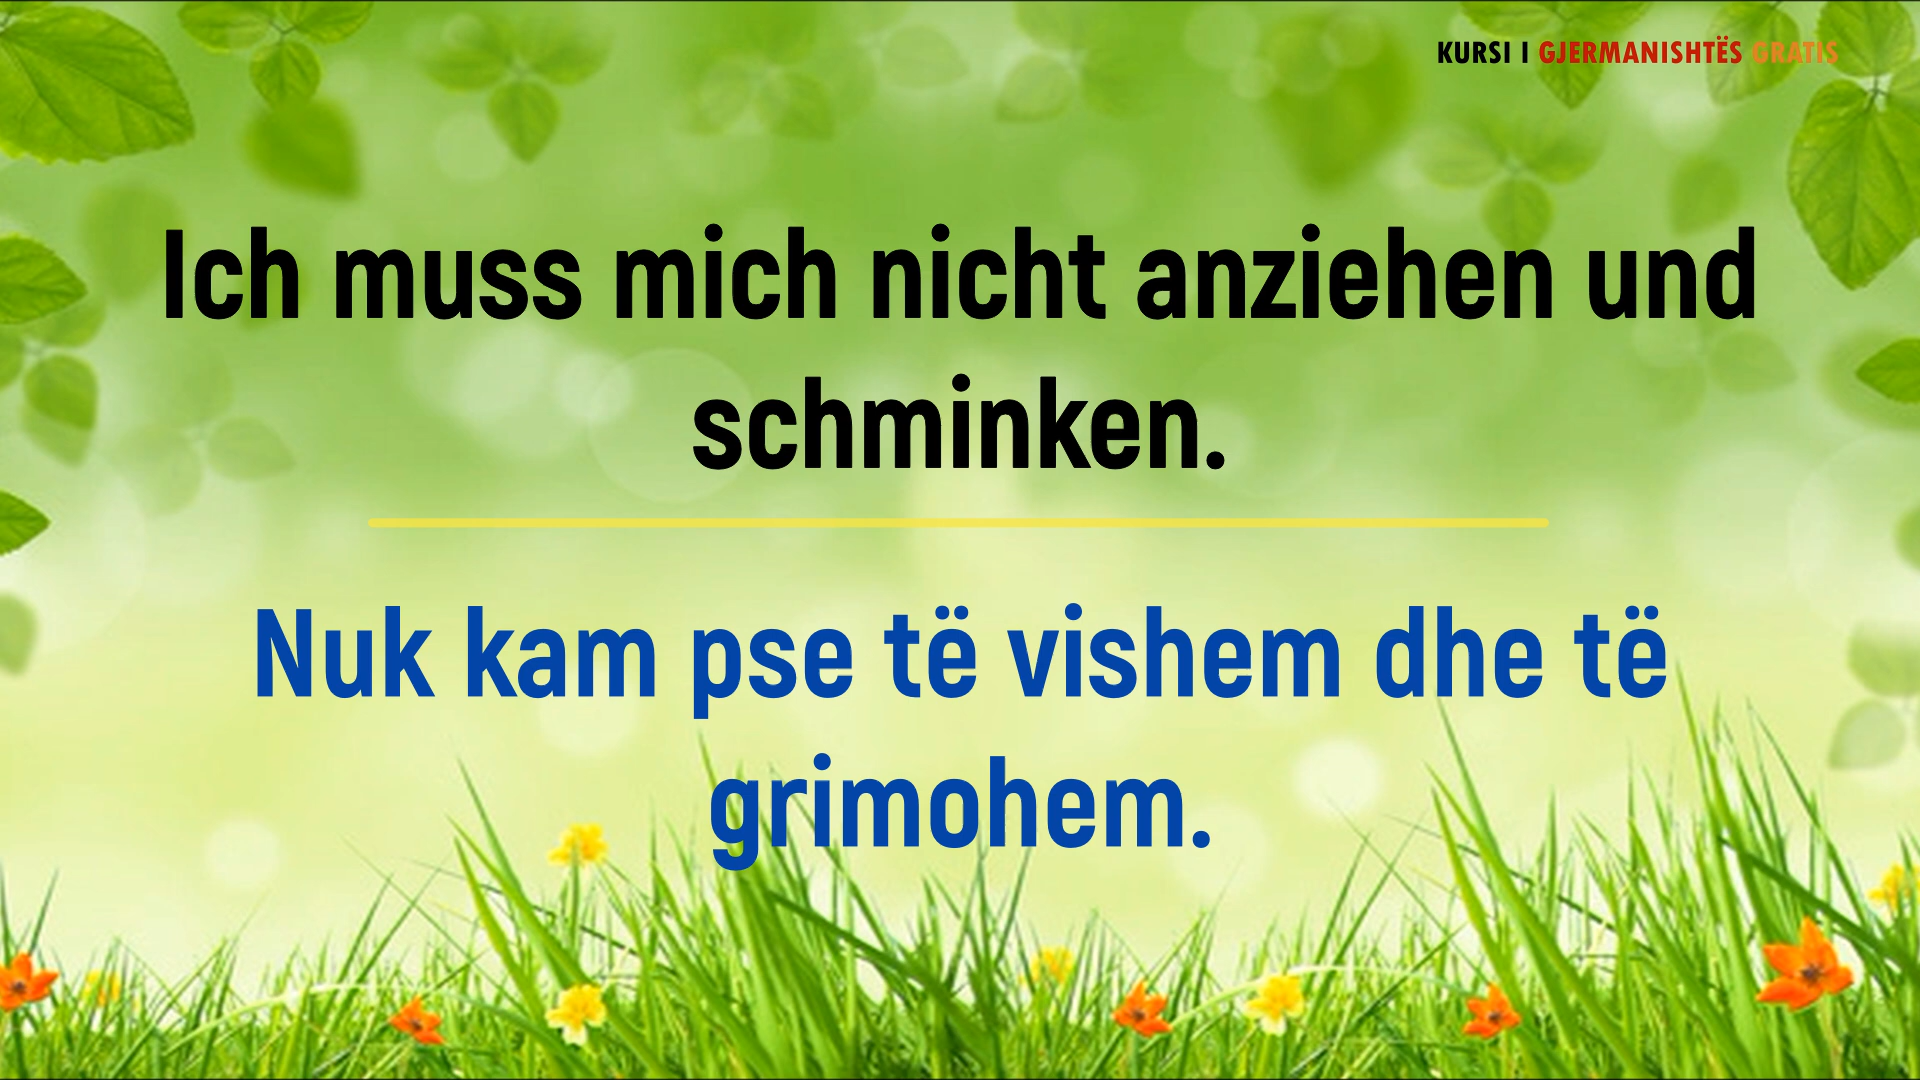 KURSI I GJERMANISHTËS GRATIS
Ich muss mich nicht anziehen und
schminken.
Nuk kam pse të vishem dhe të
grimohem.